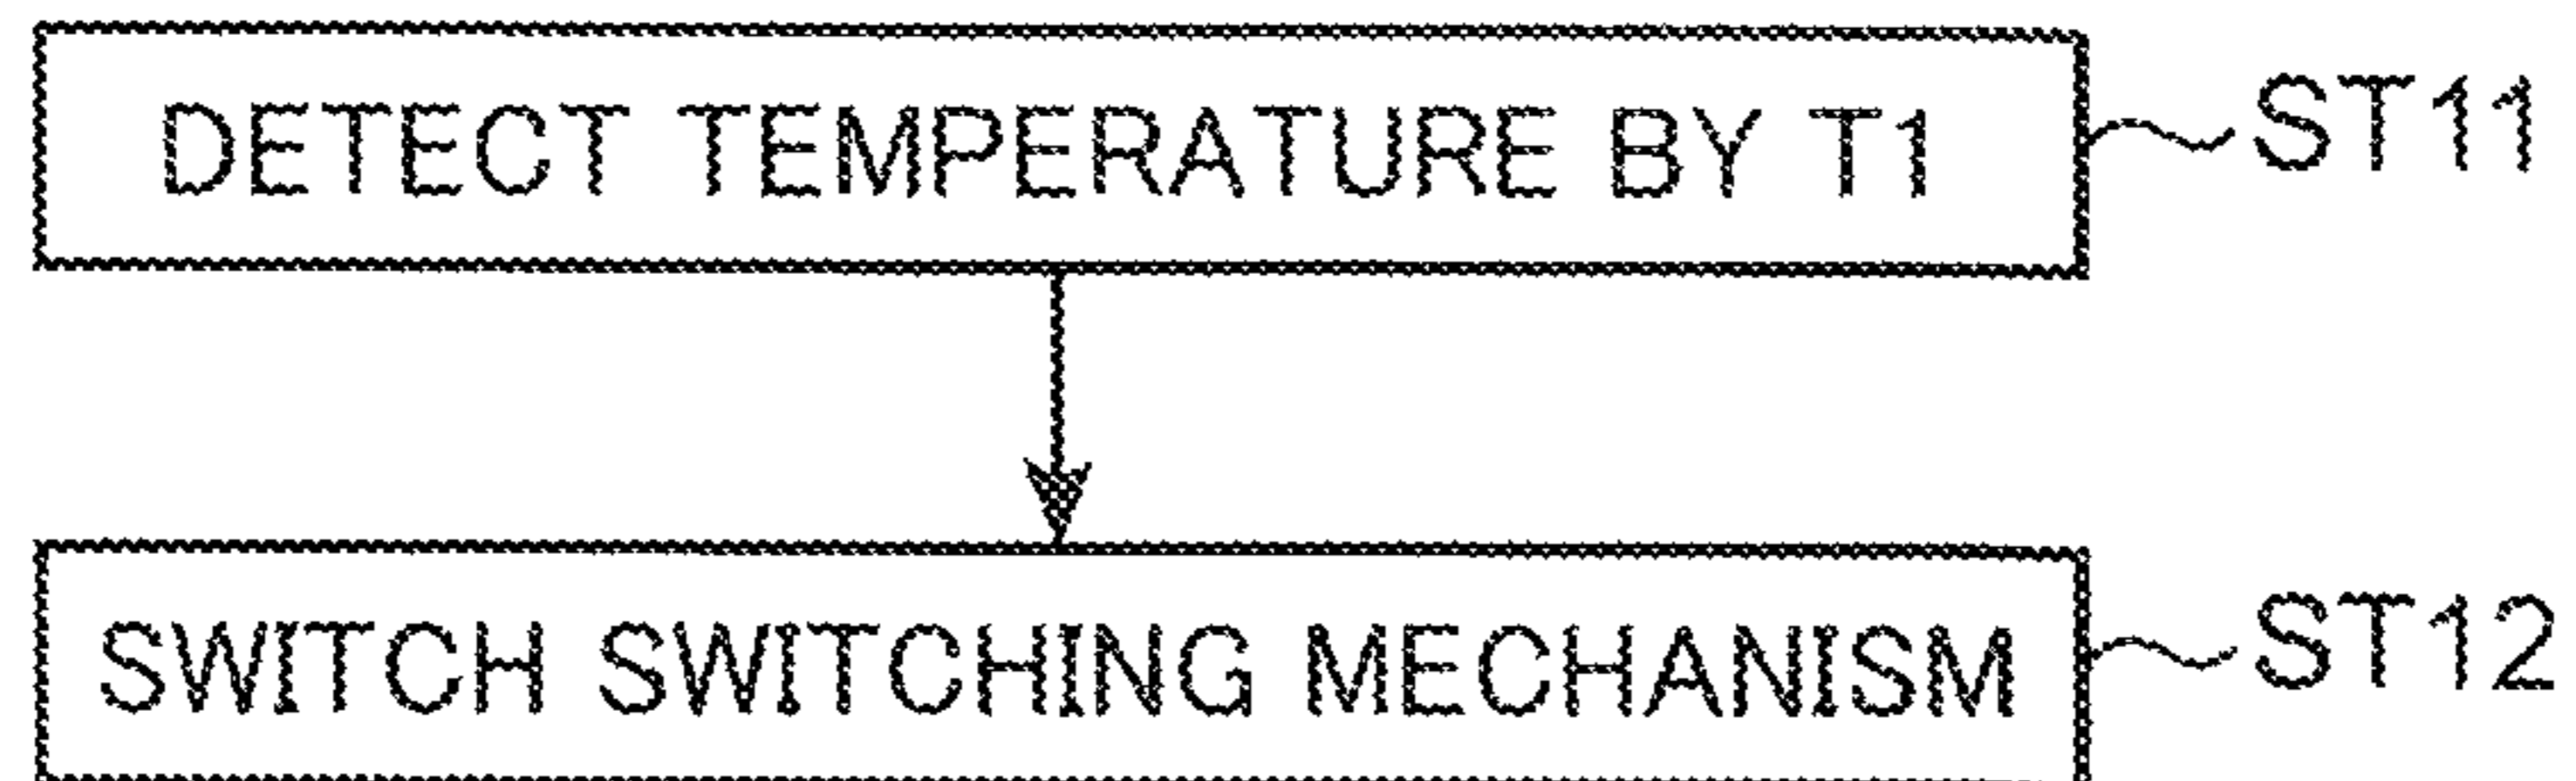 DETECT TEMPERATURE BY T1
ST11
SWITCH SWITCHING MECHANISM
ST12